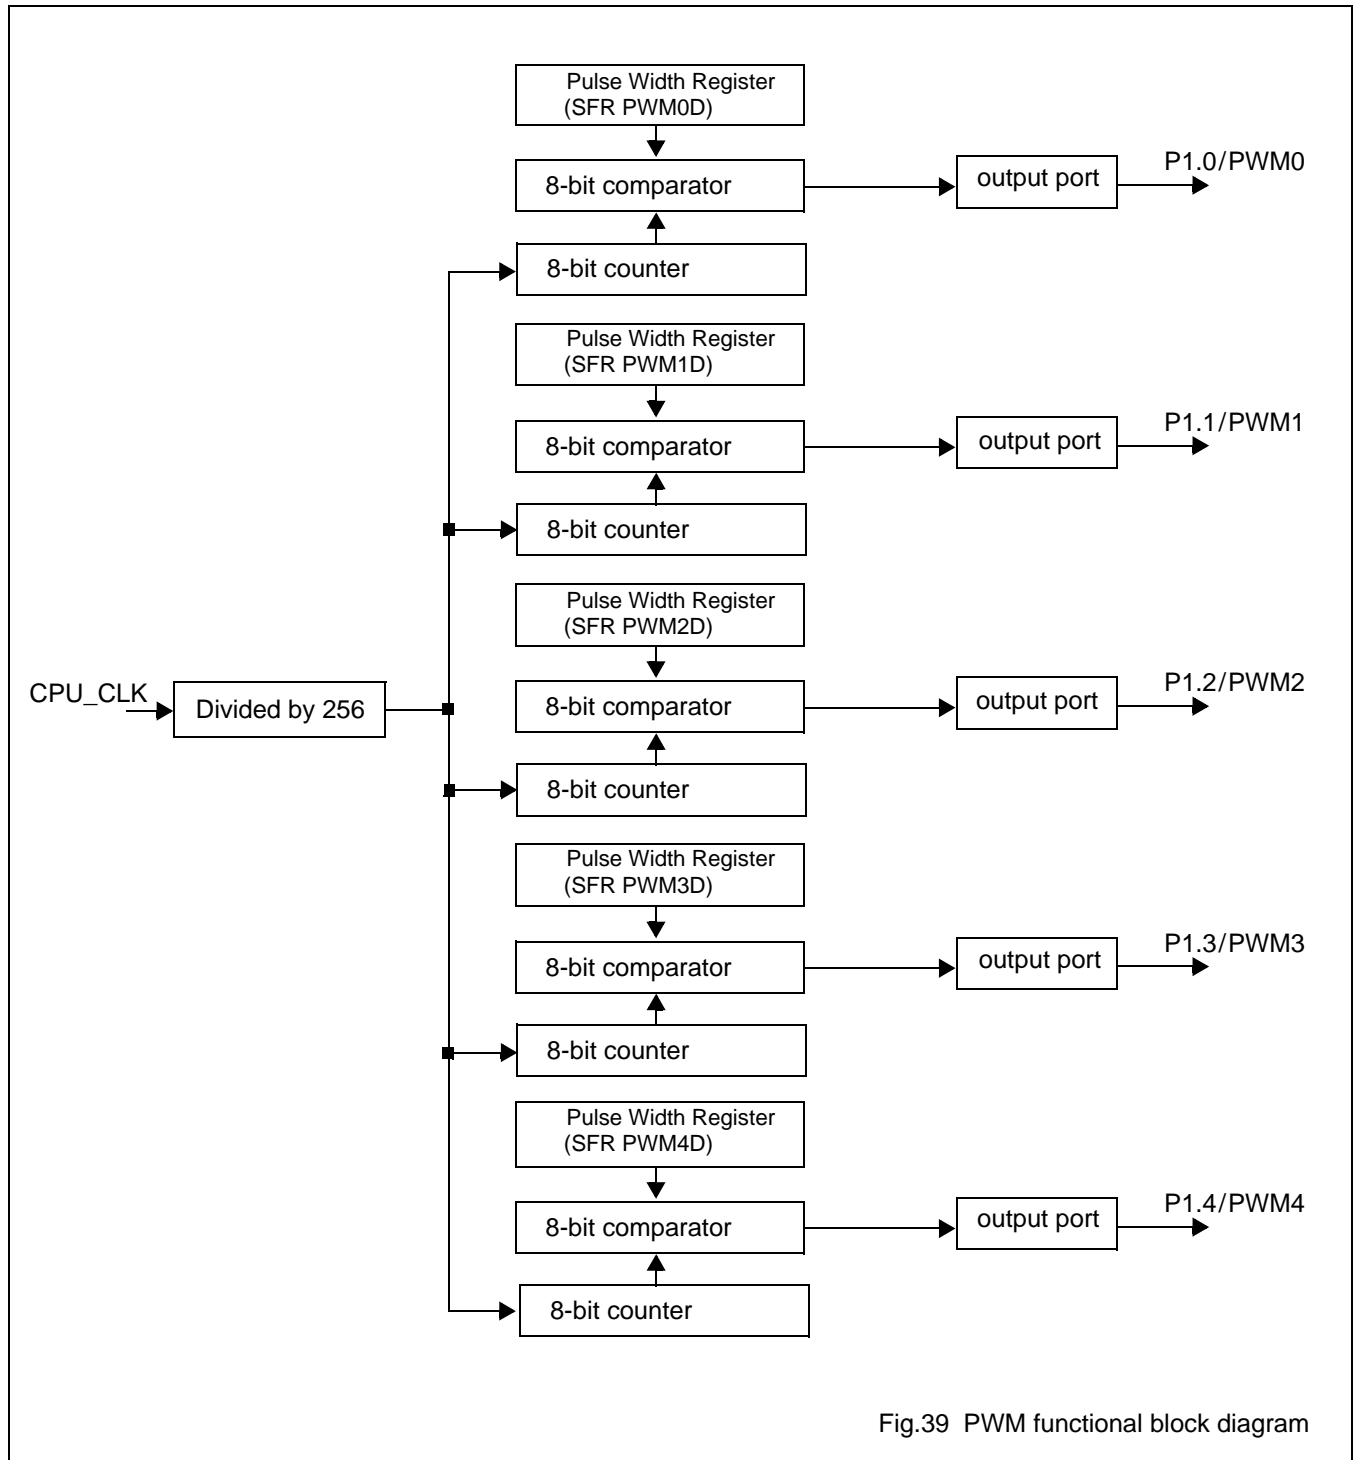 Pulse Width Register
(SFR PWM0D)
8-bit comparator
output port
P1.0/PWM0
8-bit counter
Pulse Width Register
(SFR PWM1D)
8-bit comparator
output port
P1.1/PWM1
8-bit counter
Pulse Width Register
(SFR PWM2D)
CPU_CLK
Divided by 256
8-bit comparator
output port
P1.2/PWM2
8-bit counter
Pulse Width Register
(SFR PWM3D)
8-bit comparator
output port
P1.3/PWM3
8-bit counter
Pulse Width Register
(SFR PWM4D)
8-bit comparator
output port
P1.4/PWM4
8-bit counter
Fig.39 PWM functional block diagram